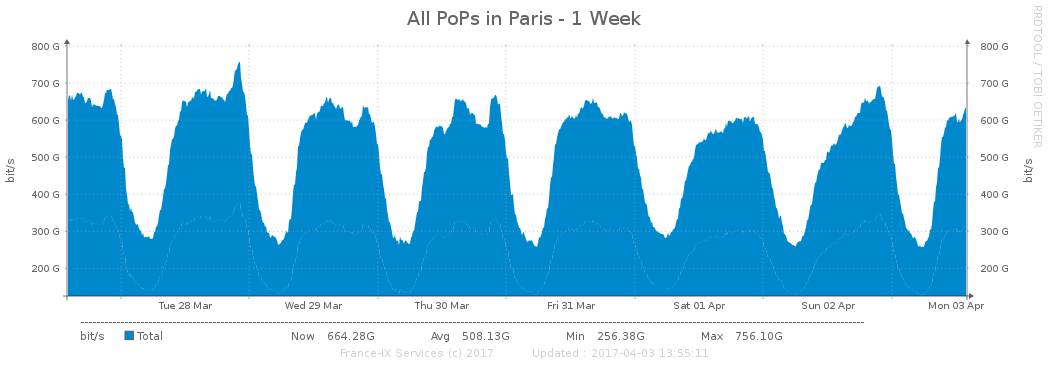 All PoPs in Paris - 1 Week
RRDTOOL / TOBI OETIKER
800 G 800 G
700 G 700 G
600 G 600 G
500 G 500 G
400 G 400 G
300 G 300 G
200 G 200 G
bit/s bit/s
Tue 28 Mar Wed 29 Mar Thu 30 Mar Fri 31 Mar Sat 01 Apr Sun 02 Apr Mon 03 Apr
bit/s Total Now 664.28G Avg 508.13G Min 256.38G Max 756.10G
France-IX Services (c) 2017 Updated : 2017-04-03 13:55:11